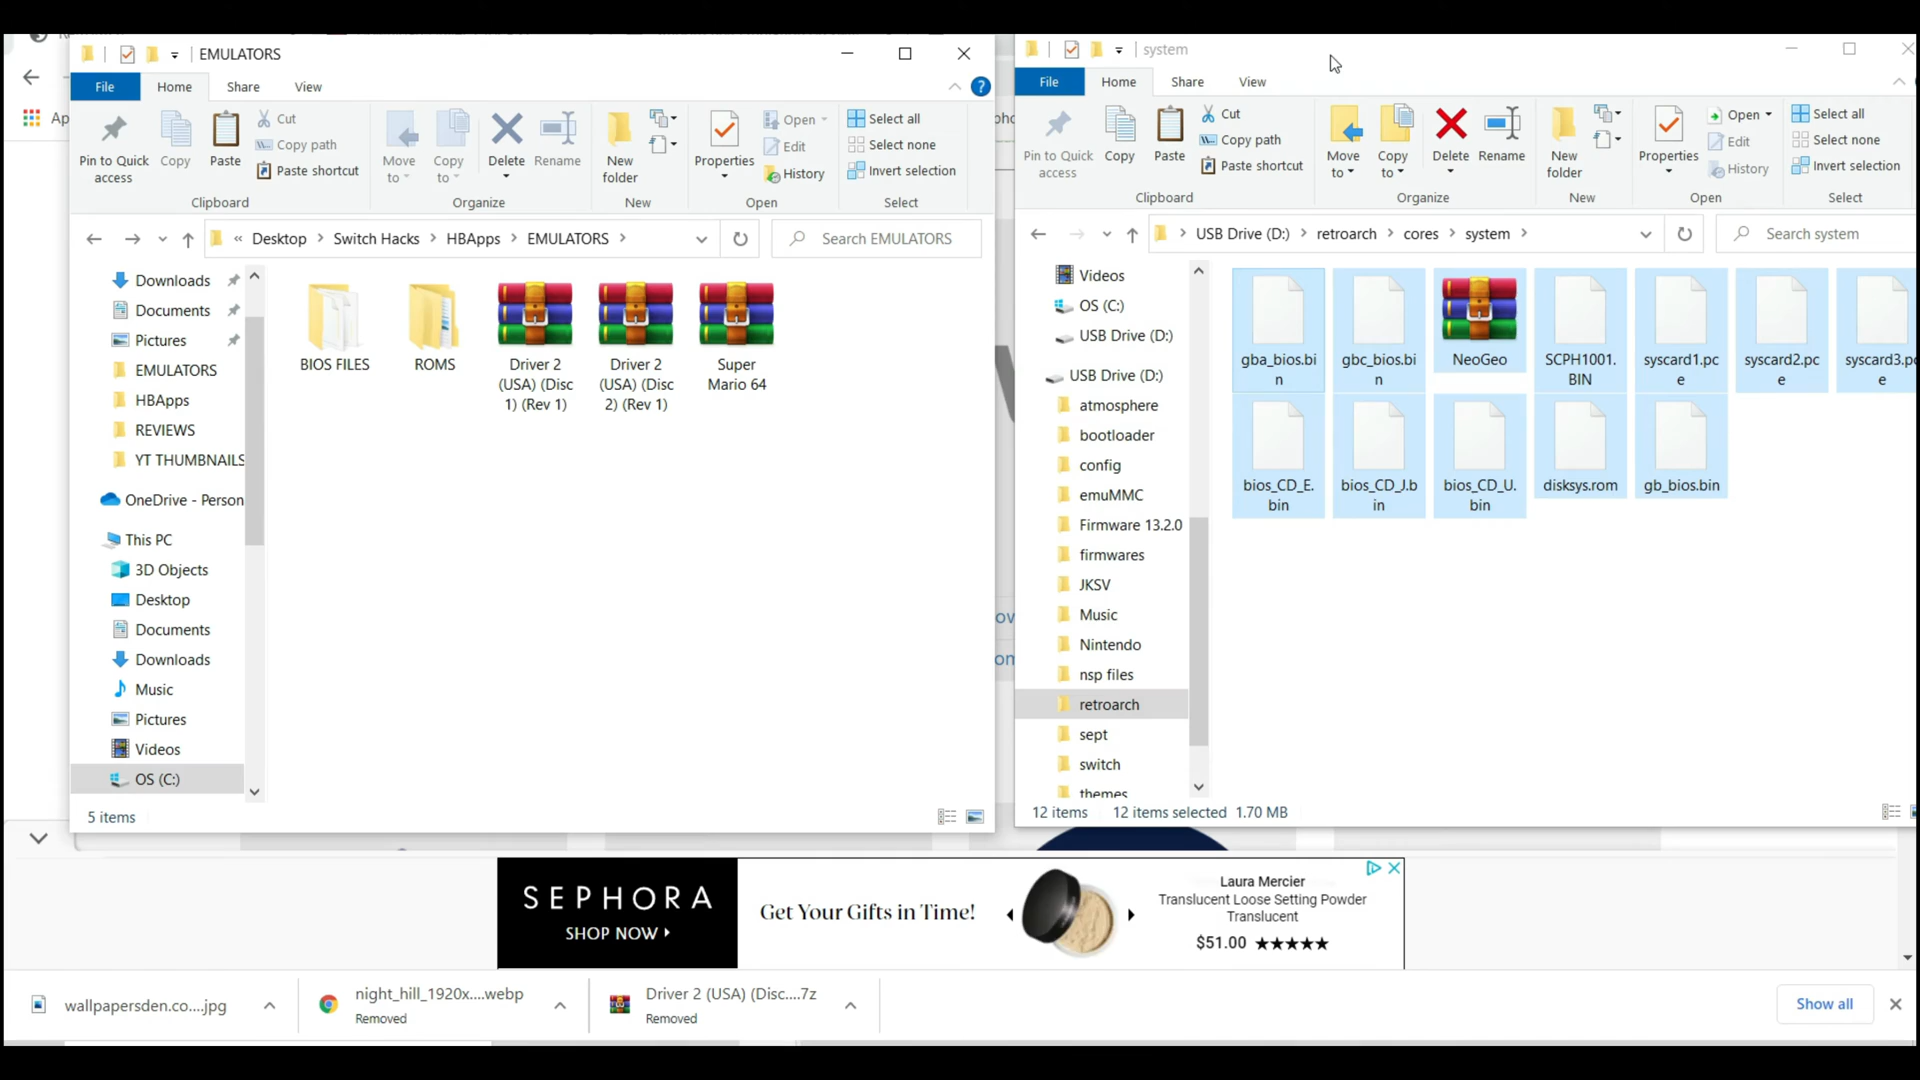 EMULATORS
File
Home
Share
View
Pin to Quick
access
Copy
Paste
Cut
Copy path
Paste shortcut
Move
to
Copy
to
Delete
Rename
New
folder
Properties
Open
Edit
History
Select all
Select none
Invert selection
Clipboard
Organize
New
Open
Select
« Desktop > Switch Hacks > HBApps > EMULATORS >
Search EMULATORS
Downloads
Documents
Pictures
EMULATORS
HBApps
REVIEWS
YT THUMBNAILS
OneDrive - Person
This PC
3D Objects
Desktop
Documents
Downloads
Music
Pictures
Videos
OS (C:)
BIOS FILES
ROMS
Driver 2
(USA) (Disc
1) (Rev 1)
Driver 2
(USA) (Disc
2) (Rev 1)
Super
Mario 64
5 items
system
File
Home
Share
View
Pin to Quick
access
Copy
Paste
Cut
Copy path
Paste shortcut
Move
to
Copy
to
Delete
Rename
New
folder
Properties
Open
Edit
History
Select all
Select none
Invert selection
Clipboard
Organize
New
Open
Select
> USB Drive (D:) > retroarch > cores > system >
Search system
Videos
OS (C:)
USB Drive (D:)
USB Drive (D:)
atmosphere
bootloader
config
emuMMC
Firmware 13.2.0
firmwares
JKSV
Music
Nintendo
nsp files
retroarch
sept
switch
themes
gba_bios.bi
n
gbc_bios.bi
n
NeoGeo
SCPH1001.
BIN
syscard1.pc
e
syscard2.pc
e
syscard3.p
e
bios_CD_E.
bin
bios_CD_J.b
in
bios_CD_U.
bin
disksys.rom
gb_bios.bin
12 items
12 items selected 1.70 MB
Ap
SEPHORA
SHOP NOW
Get Your Gifts in Time!
Laura Mercier
Translucent Loose Setting Powder
Translucent
$51.00 ★★★★★
wallpapersden.co....jpg
night_hill_1920x....webp
Removed
Driver 2 (USA) (Disc....7z
Removed
Show all